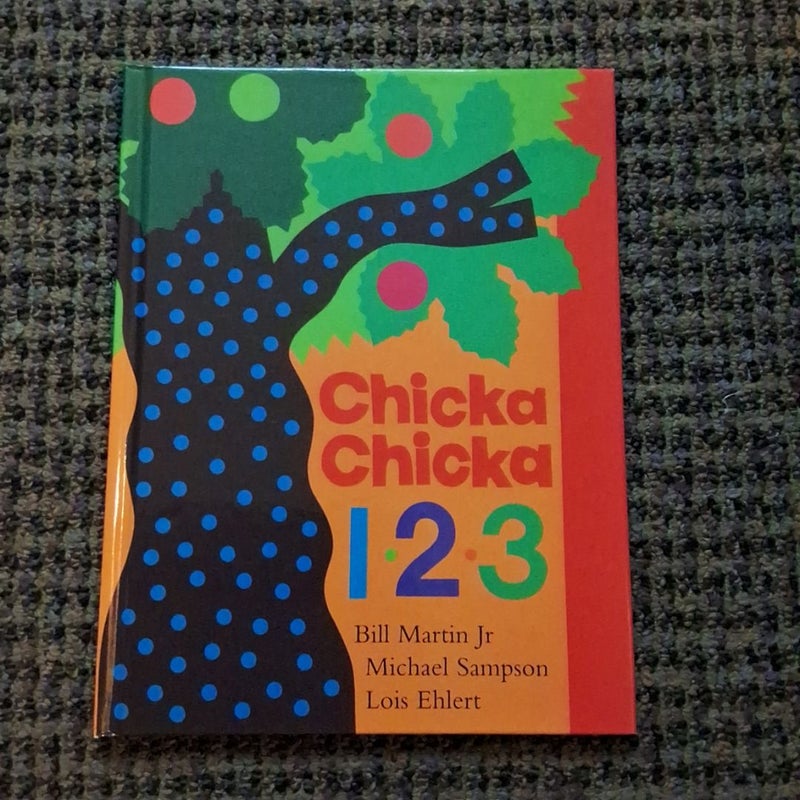 Chicka
Chicka
1•2•3
Bill Martin Jr
Michael Sampson
Lois Ehlert